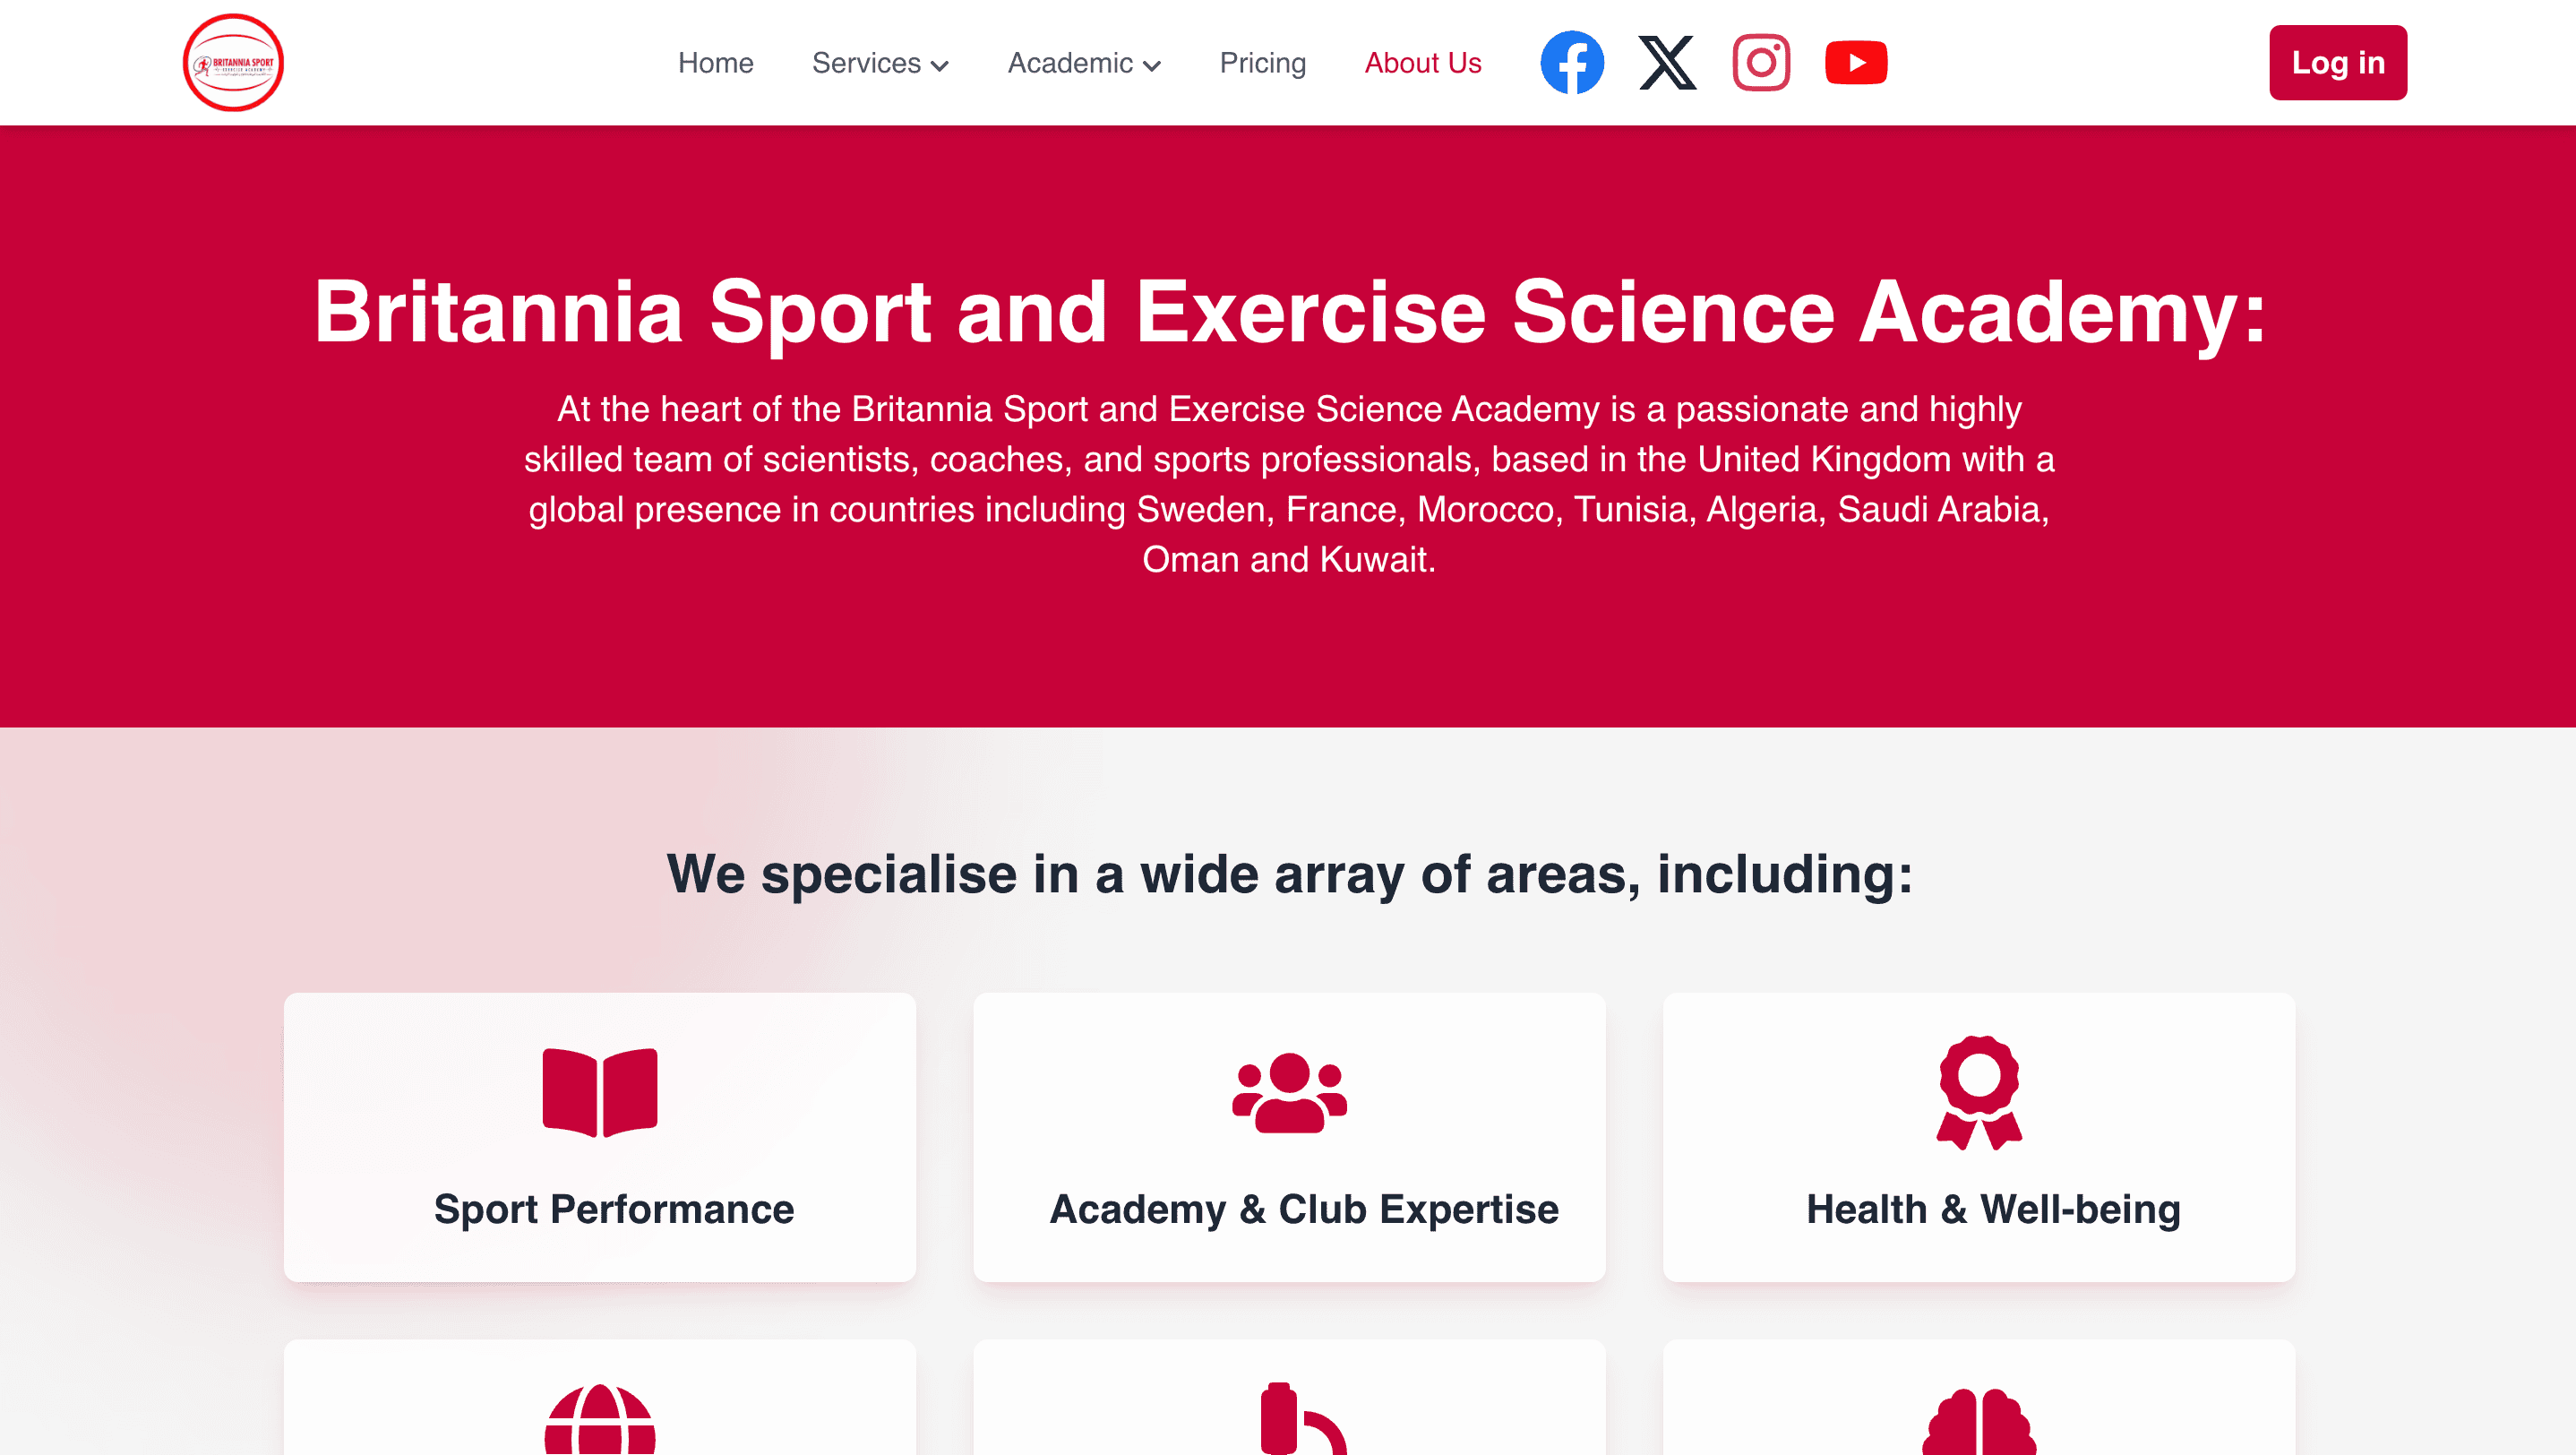 BRITANNIA SPORT
Home
Services
Academic
Pricing
About Us
Log in
Britannia Sport and Exercise Science Academy:
At the heart of the Britannia Sport and Exercise Science Academy is a passionate and highly
skilled team of scientists, coaches, and sports professionals, based in the United Kingdom with a
global presence in countries including Sweden, France, Morocco, Tunisia, Algeria, Saudi Arabia,
Oman and Kuwait.
We specialise in a wide array of areas, including:
Sport Performance
Academy & Club Expertise
Health & Well-being